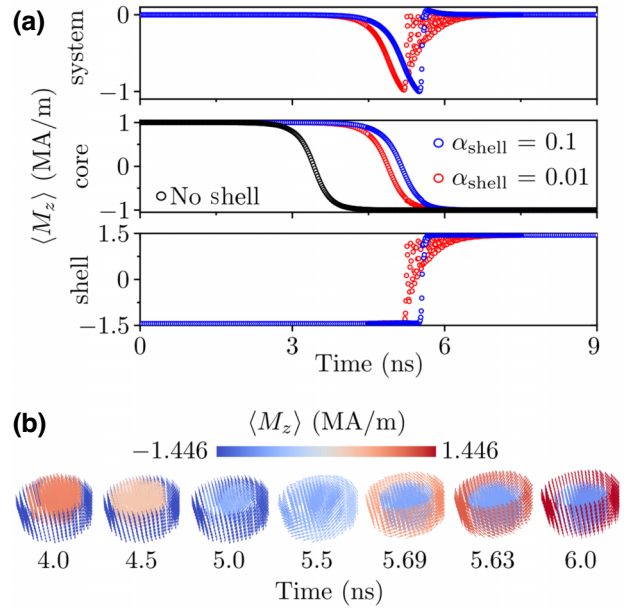 (a)
system
0
−1
⟨M_z⟩ (MA/m)
core
1
0
−1
No shell
α_shell = 0.1
α_shell = 0.01
shell
1.5
0
−1.5
0 3 6 9
Time (ns)
(b)
⟨M_z⟩ (MA/m)
−1.446 1.446
4.0 4.5 5.0 5.5 5.69 5.63 6.0
Time (ns)